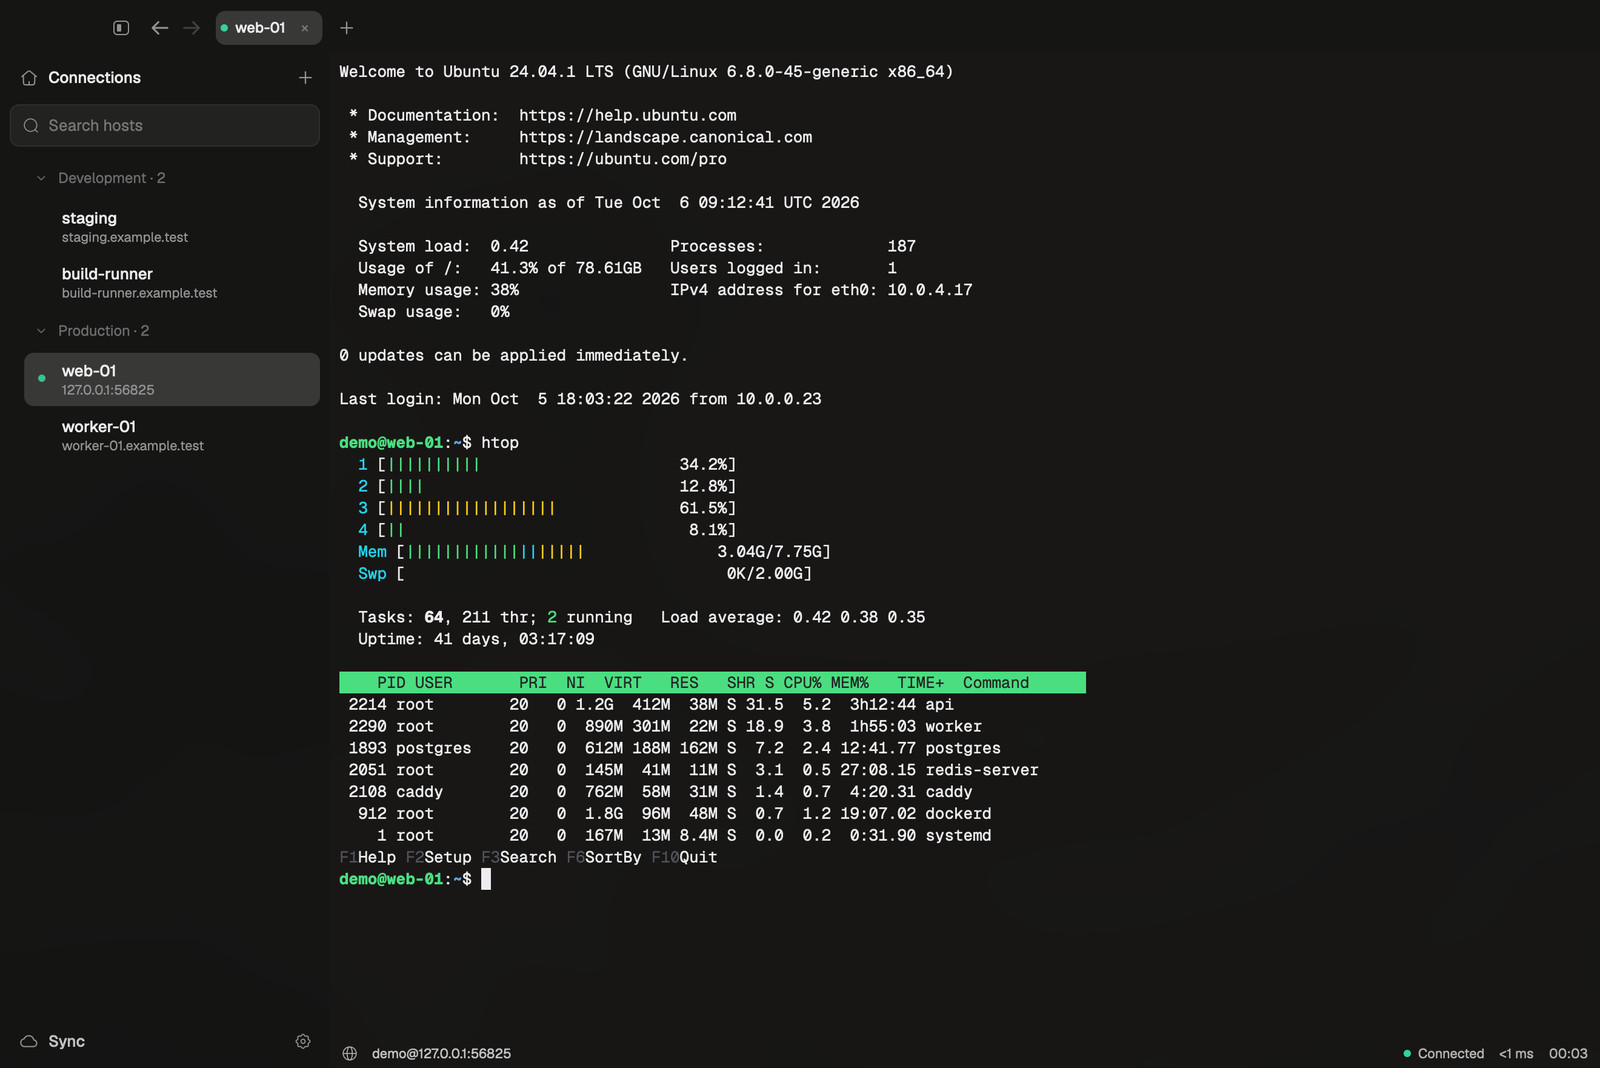 web-01 ×
Connections
Search hosts
Development · 2
staging
staging.example.test
build-runner
build-runner.example.test
Production · 2
web-01
127.0.0.1:56825
worker-01
worker-01.example.test
Sync
Welcome to Ubuntu 24.04.1 LTS (GNU/Linux 6.8.0-45-generic x86_64)
* Documentation:  https://help.ubuntu.com
* Management:     https://landscape.canonical.com
* Support:        https://ubuntu.com/pro
System information as of Tue Oct  6 09:12:41 UTC 2026
System load:  0.42               Processes:             187
Usage of /:   41.3% of 78.61GB   Users logged in:       1
Memory usage: 38%                IPv4 address for eth0: 10.0.4.17
Swap usage:   0%
0 updates can be applied immediately.
Last login: Mon Oct  5 18:03:22 2026 from 10.0.0.23
demo@web-01:~$ htop
1 [||||||||||                     34.2%]
2 [||||                           12.8%]
3 [||||||||||||||||||             61.5%]
4 [||                              8.1%]
Mem [|||||||||||||||||||              3.04G/7.75G]
Swp [                                  0K/2.00G]
Tasks: 64, 211 thr; 2 running   Load average: 0.42 0.38 0.35
Uptime: 41 days, 03:17:09
PID USER       PRI  NI  VIRT   RES   SHR S CPU% MEM%   TIME+  Command
2214 root        20   0 1.2G  412M  38M S 31.5  5.2  3h12:44 api
2290 root        20   0  890M 301M  22M S 18.9  3.8  1h55:03 worker
1893 postgres    20   0  612M 188M 162M S  7.2  2.4 12:41.77 postgres
2051 root        20   0  145M  41M  11M S  3.1  0.5 27:08.15 redis-server
2108 caddy       20   0  762M  58M  31M S  1.4  0.7  4:20.31 caddy
912 root        20   0  1.8G  96M  48M S  0.7  1.2 19:07.02 dockerd
1 root        20   0  167M  13M 8.4M S  0.0  0.2  0:31.90 systemd
F1Help F2Setup F3Search F6SortBy F10Quit
demo@web-01:~$
demo@127.0.0.1:56825
Connected <1 ms 00:03